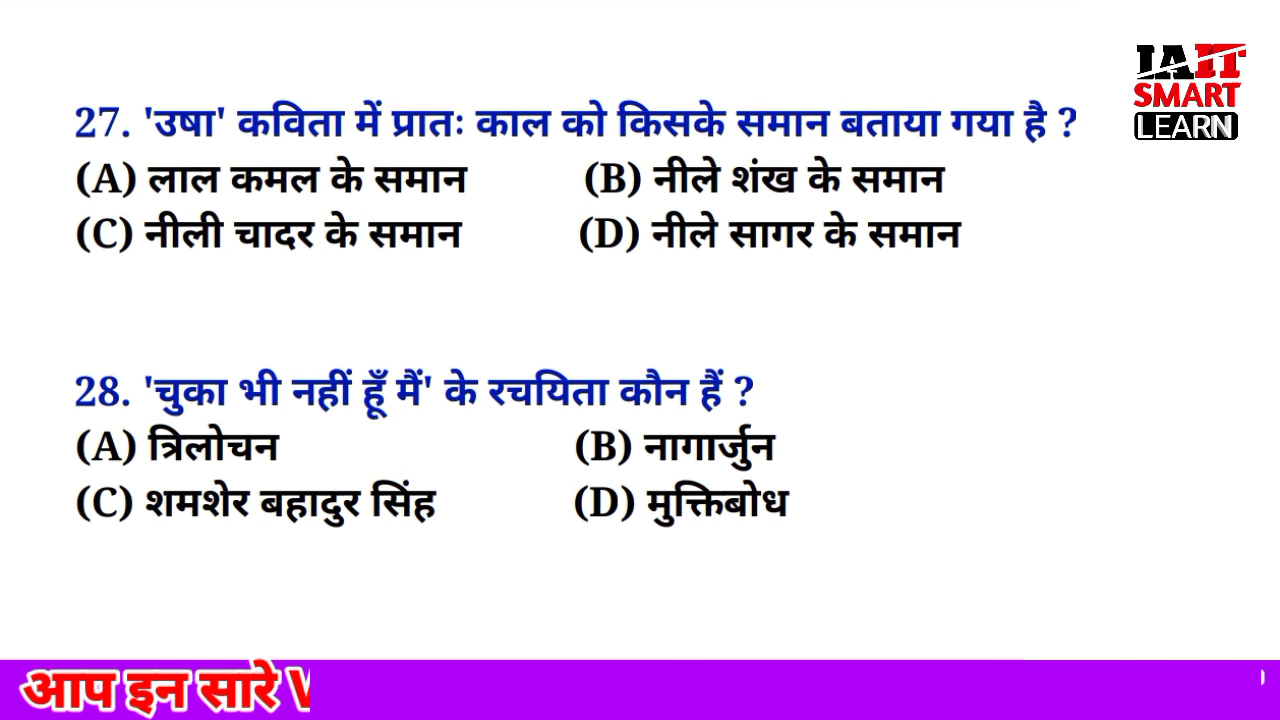 IAIT
SMART
LEARN
27. 'उषा' कविता में प्रातः काल को किसके समान बताया गया है ?
(A) लाल कमल के समान (B) नीले शंख के समान
(C) नीली चादर के समान (D) नीले सागर के समान
28. 'चुका भी नहीं हूँ मैं' के रचयिता कौन हैं ?
(A) त्रिलोचन (B) नागार्जुन
(C) शमशेर बहादुर सिंह (D) मुक्तिबोध
आप इन सारे